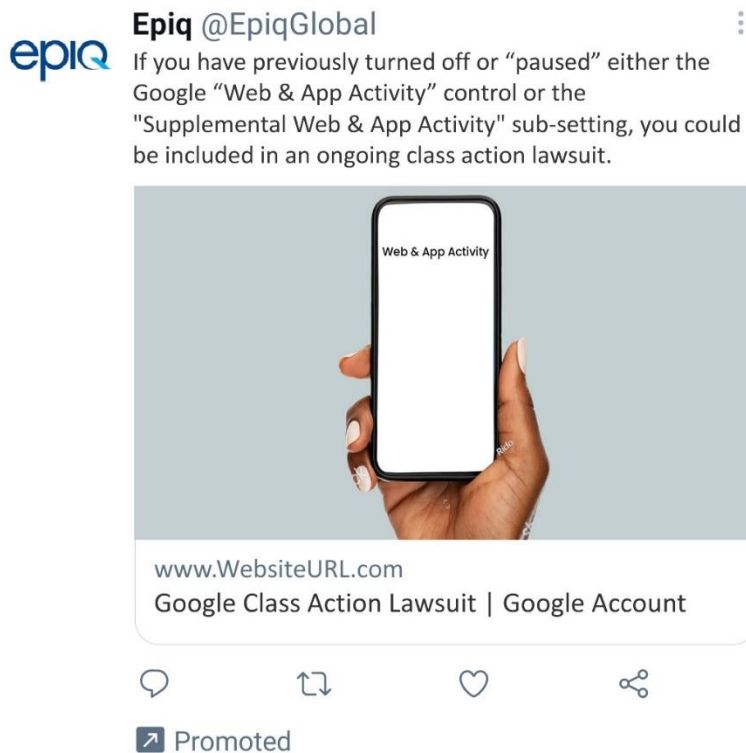 epiq
Epiq @EpiqGlobal
If you have previously turned off or “paused” either the
Google “Web & App Activity” control or the
"Supplemental Web & App Activity" sub-setting, you could
be included in an ongoing class action lawsuit.
Web & App Activity
Rido
www.WebsiteURL.com
Google Class Action Lawsuit | Google Account
Promoted